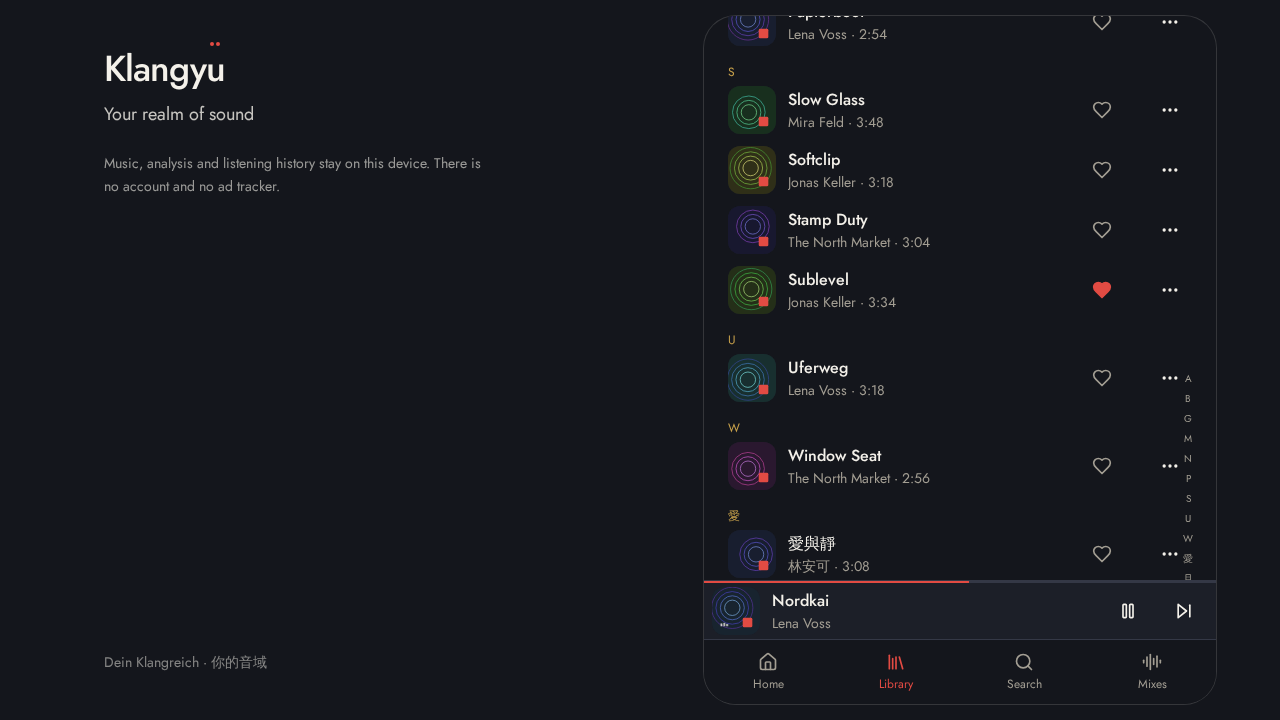 Klangyü
Your realm of sound
Music, analysis and listening history stay on this device. There is
no account and no ad tracker.
Dein Klangreich · 你的音域
Lena Voss · 2:54
S
Slow Glass
Mira Feld · 3:48
Softclip
Jonas Keller · 3:18
Stamp Duty
The North Market · 3:04
Sublevel
Jonas Keller · 3:34
U
Uferweg
Lena Voss · 3:18
W
Window Seat
The North Market · 2:56
愛
愛與靜
林安可 · 3:08
A
B
G
M
N
P
S
U
W
愛
Nordkai
Lena Voss
Home
Library
Search
Mixes